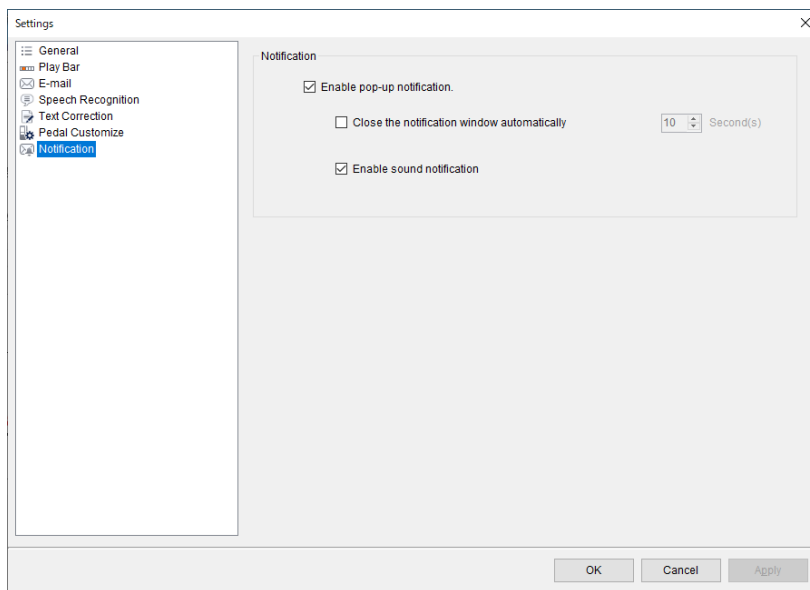 Settings
General
Play Bar
E-mail
Speech Recognition
Text Correction
Pedal Customize
Notification
Notification
Enable pop-up notification.
Close the notification window automatically 10 Second(s)
Enable sound notification
OK Cancel Apply